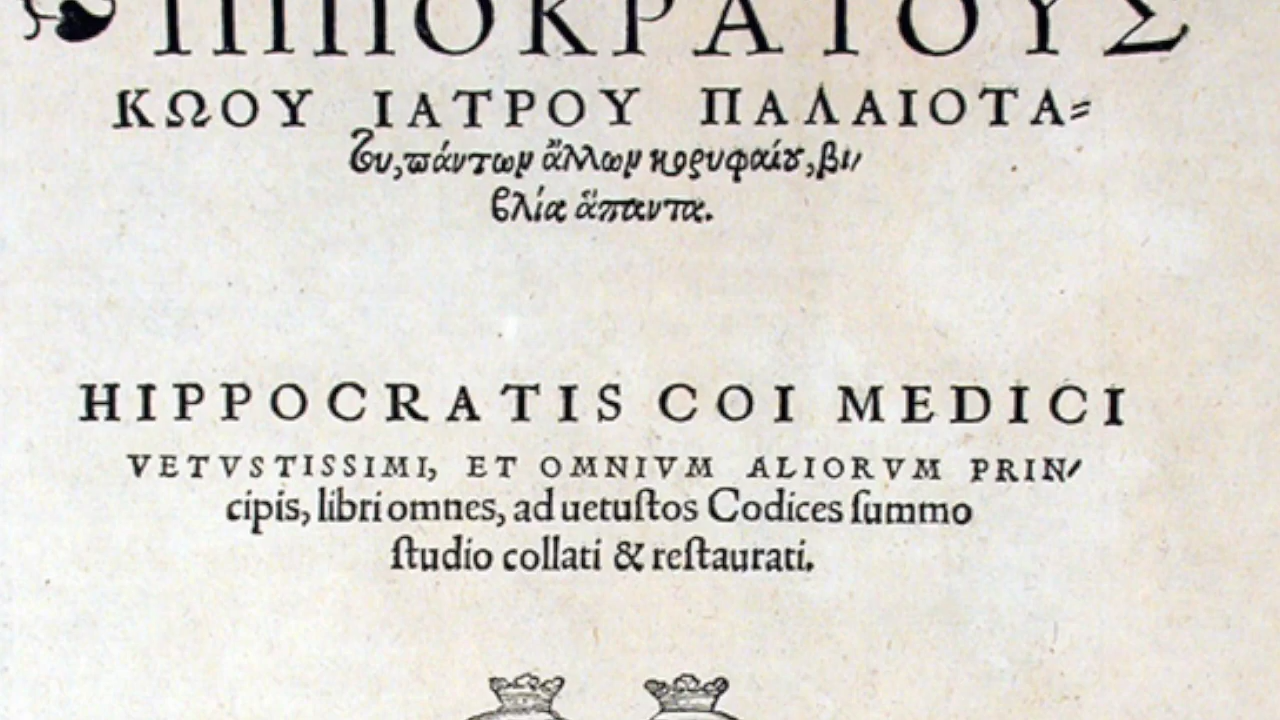 ΙΠΠΟΚΡΑΤΟΥΣ
ΚΩΟΥ ΙΑΤΡΟΥ ΠΑΛΑΙΟΤΑ=
του, πάντων ἄλλων κορυφαίου, βι-
βλία ἅπαντα.
HIPPOCRATIS COI MEDICI
VETVSTISSIMI, ET OMNIVM ALIORVM PRIN-
cipis, libri omnes, ad uetuſtos Codices ſummo
ſtudio collati & reſtaurati.